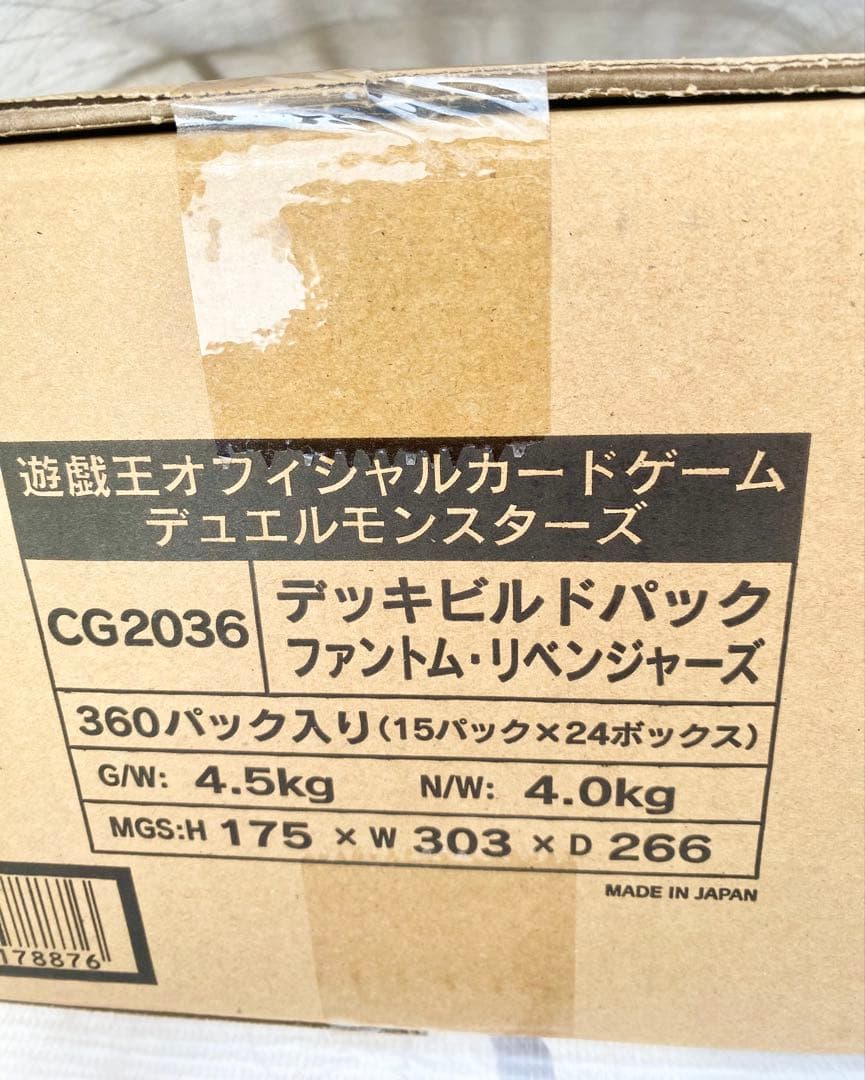 遊戯王オフィシャルカードゲーム
デュエルモンスターズ
CG2036
デッキビルドパック
ファントム・リベンジャーズ
360パック入り(15パック×24ボックス)
G/W: 4.5kg N/W: 4.0kg
MGS:H 175 × W 303 × D 266
MADE IN JAPAN
178876